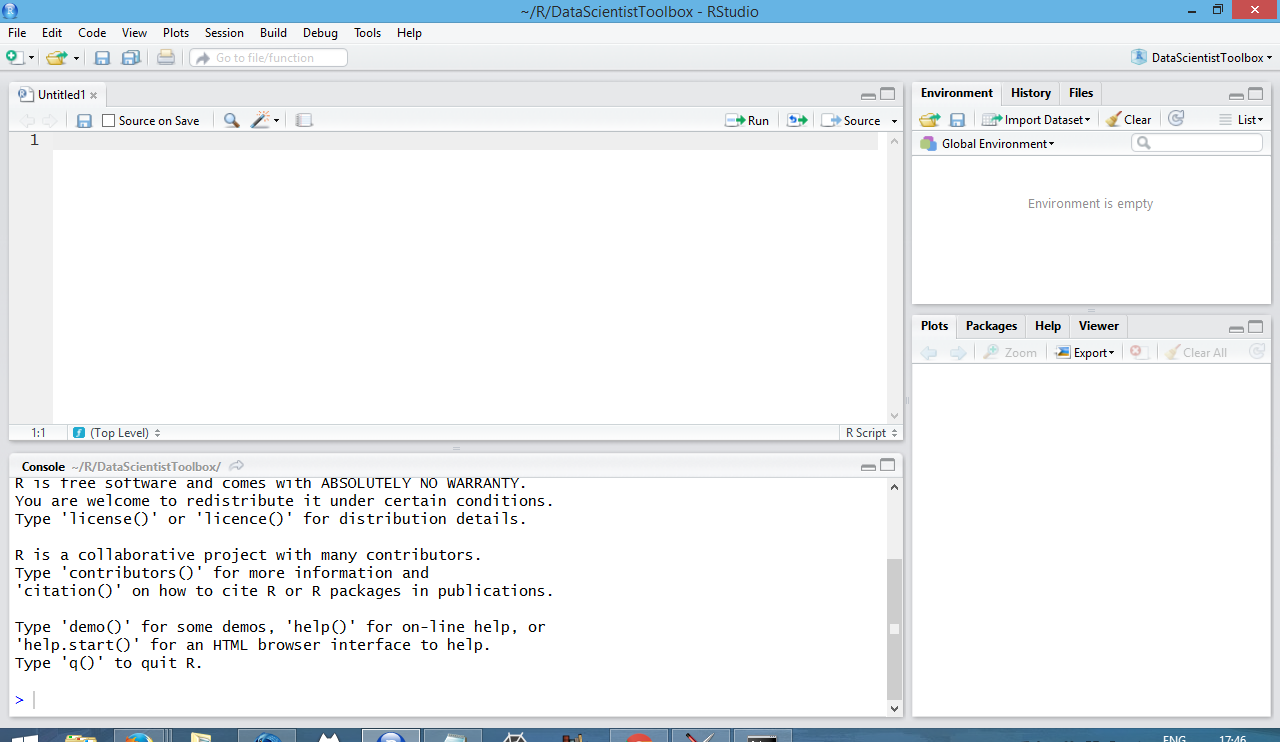 ~/R/DataScientistToolbox - RStudio
File Edit Code View Plots Session Build Debug Tools Help
Go to file/function DataScientistToolbox
Untitled1
Source on Save Run Source
1
1:1 (Top Level) R Script
Console ~/R/DataScientistToolbox/
R is free software and comes with ABSOLUTELY NO WARRANTY.
You are welcome to redistribute it under certain conditions.
Type 'license()' or 'licence()' for distribution details.
R is a collaborative project with many contributors.
Type 'contributors()' for more information and
'citation()' on how to cite R or R packages in publications.
Type 'demo()' for some demos, 'help()' for on-line help, or
'help.start()' for an HTML browser interface to help.
Type 'q()' to quit R.
>
Environment History Files
Import Dataset Clear List
Global Environment
Environment is empty
Plots Packages Help Viewer
Zoom Export Clear All
ENG 17:46